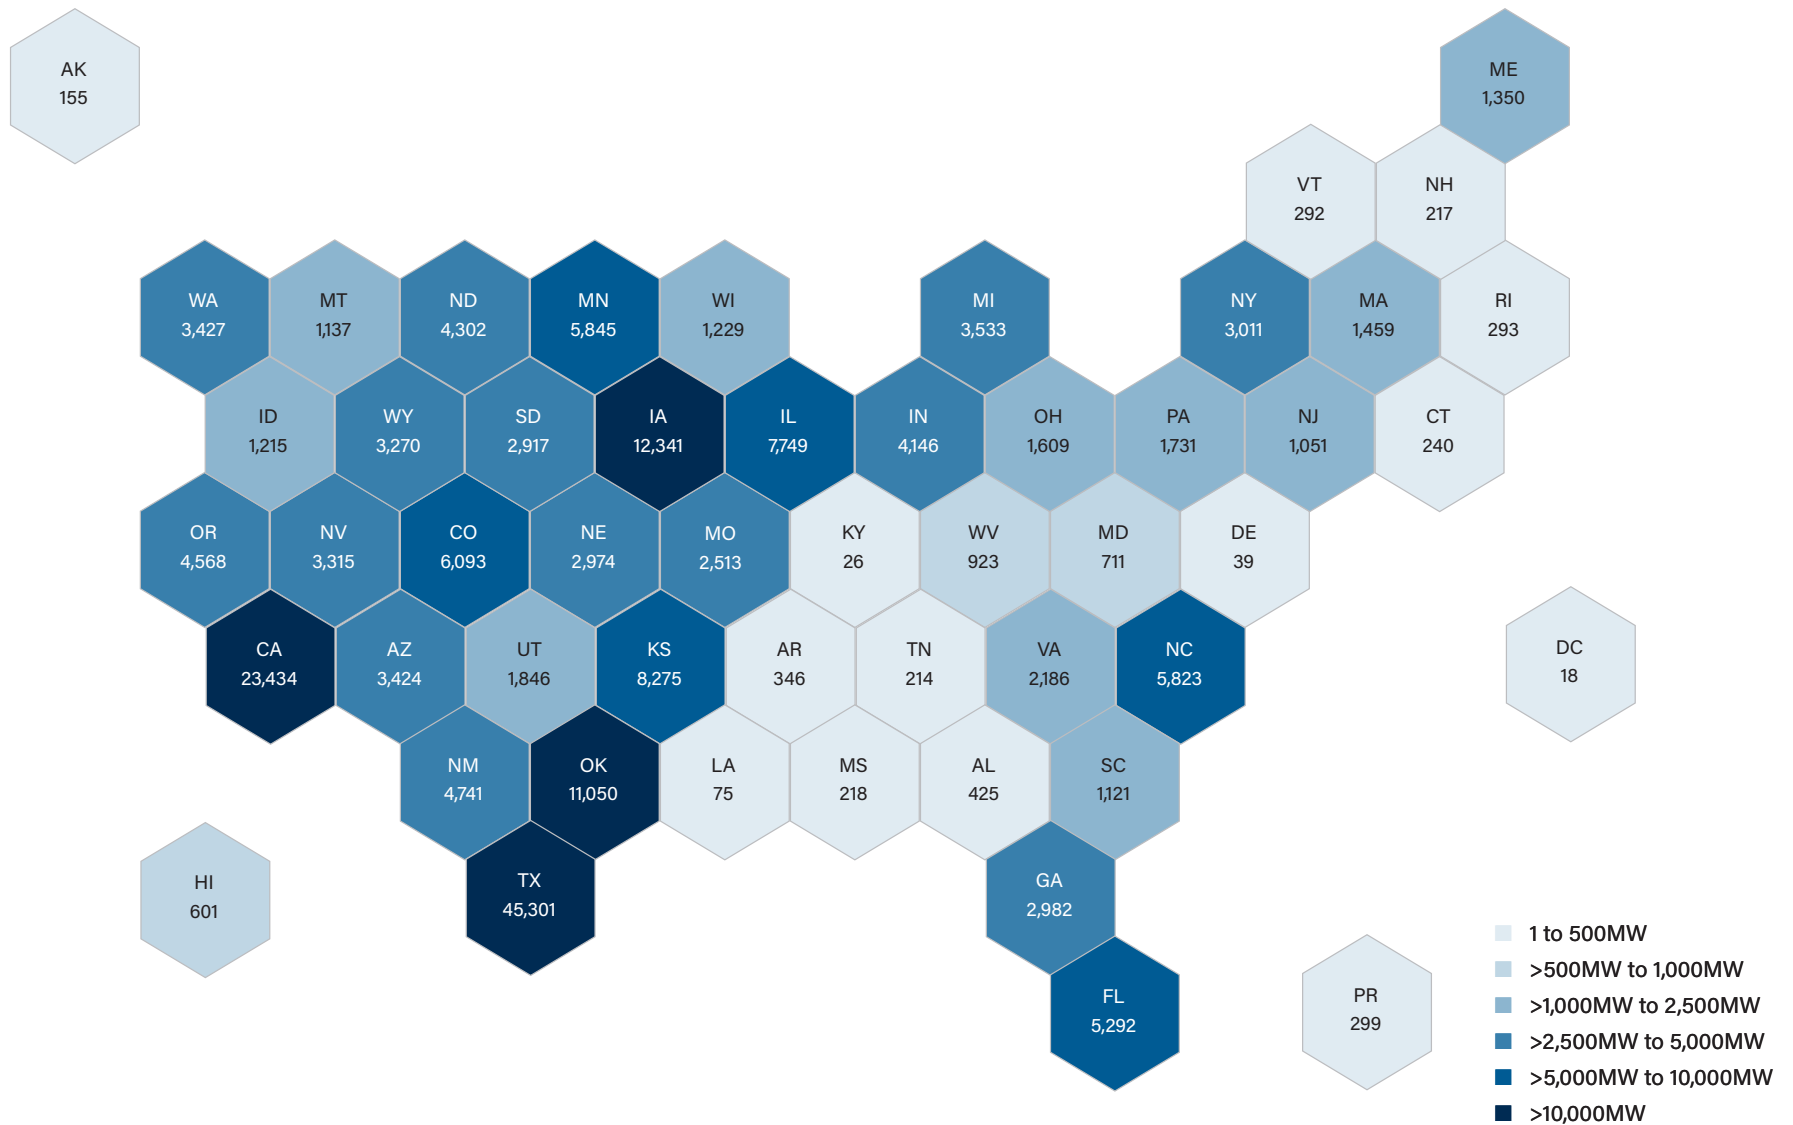 AK
155
ME
1,350
VT
292
NH
217
WA
3,427
MT
1,137
ND
4,302
MN
5,845
WI
1,229
MI
3,533
NY
3,011
MA
1,459
RI
293
ID
1,215
WY
3,270
SD
2,917
IA
12,341
IL
7,749
IN
4,146
OH
1,609
PA
1,731
NJ
1,051
CT
240
OR
4,568
NV
3,315
CO
6,093
NE
2,974
MO
2,513
KY
26
WV
923
MD
711
DE
39
CA
23,434
AZ
3,424
UT
1,846
KS
8,275
AR
346
TN
214
VA
2,186
NC
5,823
DC
18
NM
4,741
OK
11,050
LA
75
MS
218
AL
425
SC
1,121
HI
601
TX
45,301
GA
2,982
FL
5,292
PR
299
1 to 500MW
>500MW to 1,000MW
>1,000MW to 2,500MW
>2,500MW to 5,000MW
>5,000MW to 10,000MW
>10,000MW